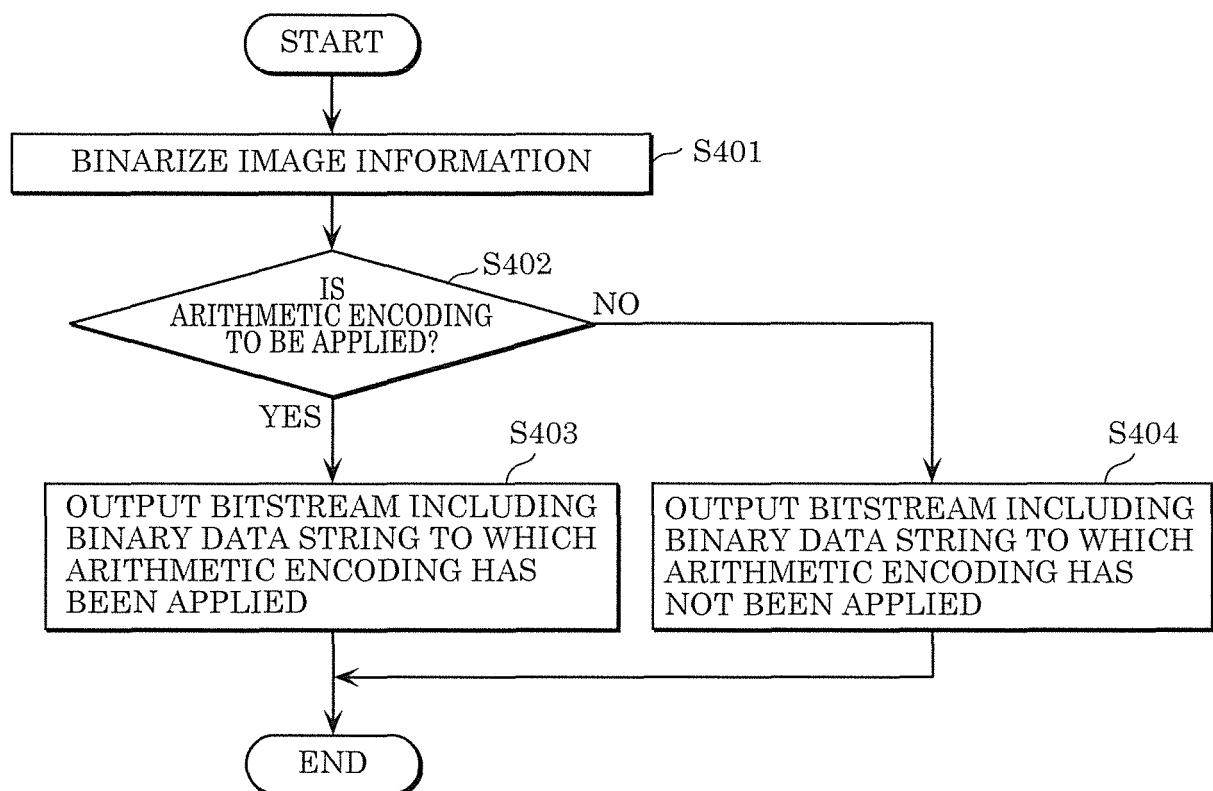 START
BINARIZE IMAGE INFORMATION
S401
S402
IS
ARITHMETIC ENCODING
TO BE APPLIED?
NO
YES
S403
OUTPUT BITSTREAM INCLUDING
BINARY DATA STRING TO WHICH
ARITHMETIC ENCODING HAS
BEEN APPLIED
S404
OUTPUT BITSTREAM INCLUDING
BINARY DATA STRING TO WHICH
ARITHMETIC ENCODING HAS
NOT BEEN APPLIED
END